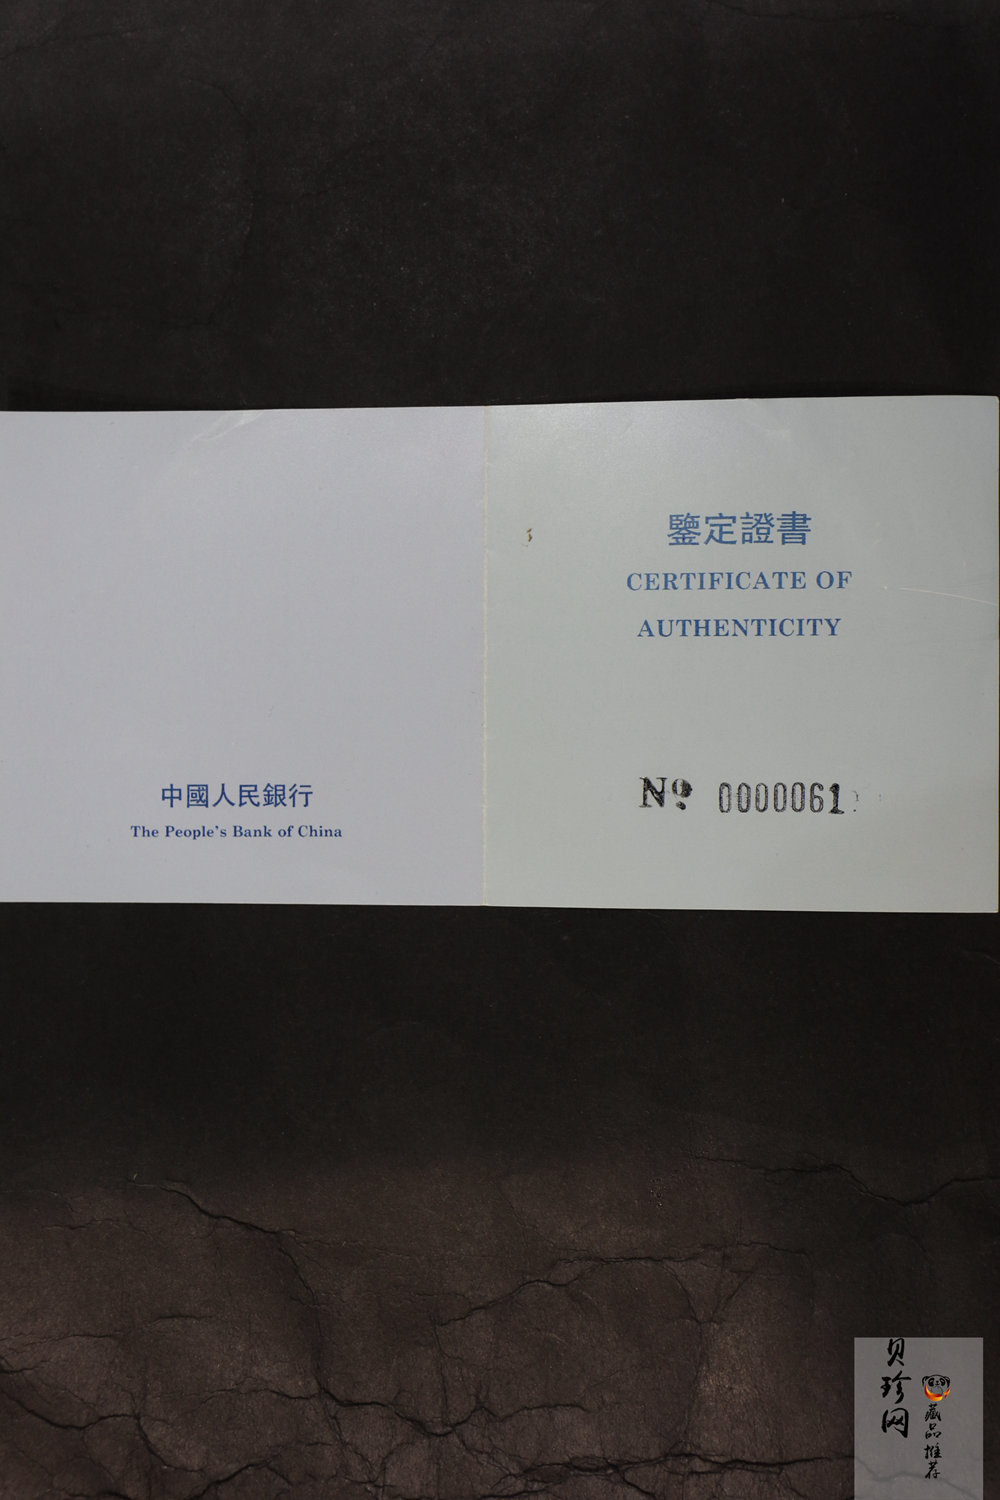 中國人民銀行
The People's Bank of China
鑒定證書
CERTIFICATE OF
AUTHENTICITY
Nº 0000061
贝珍网
藏品推荐